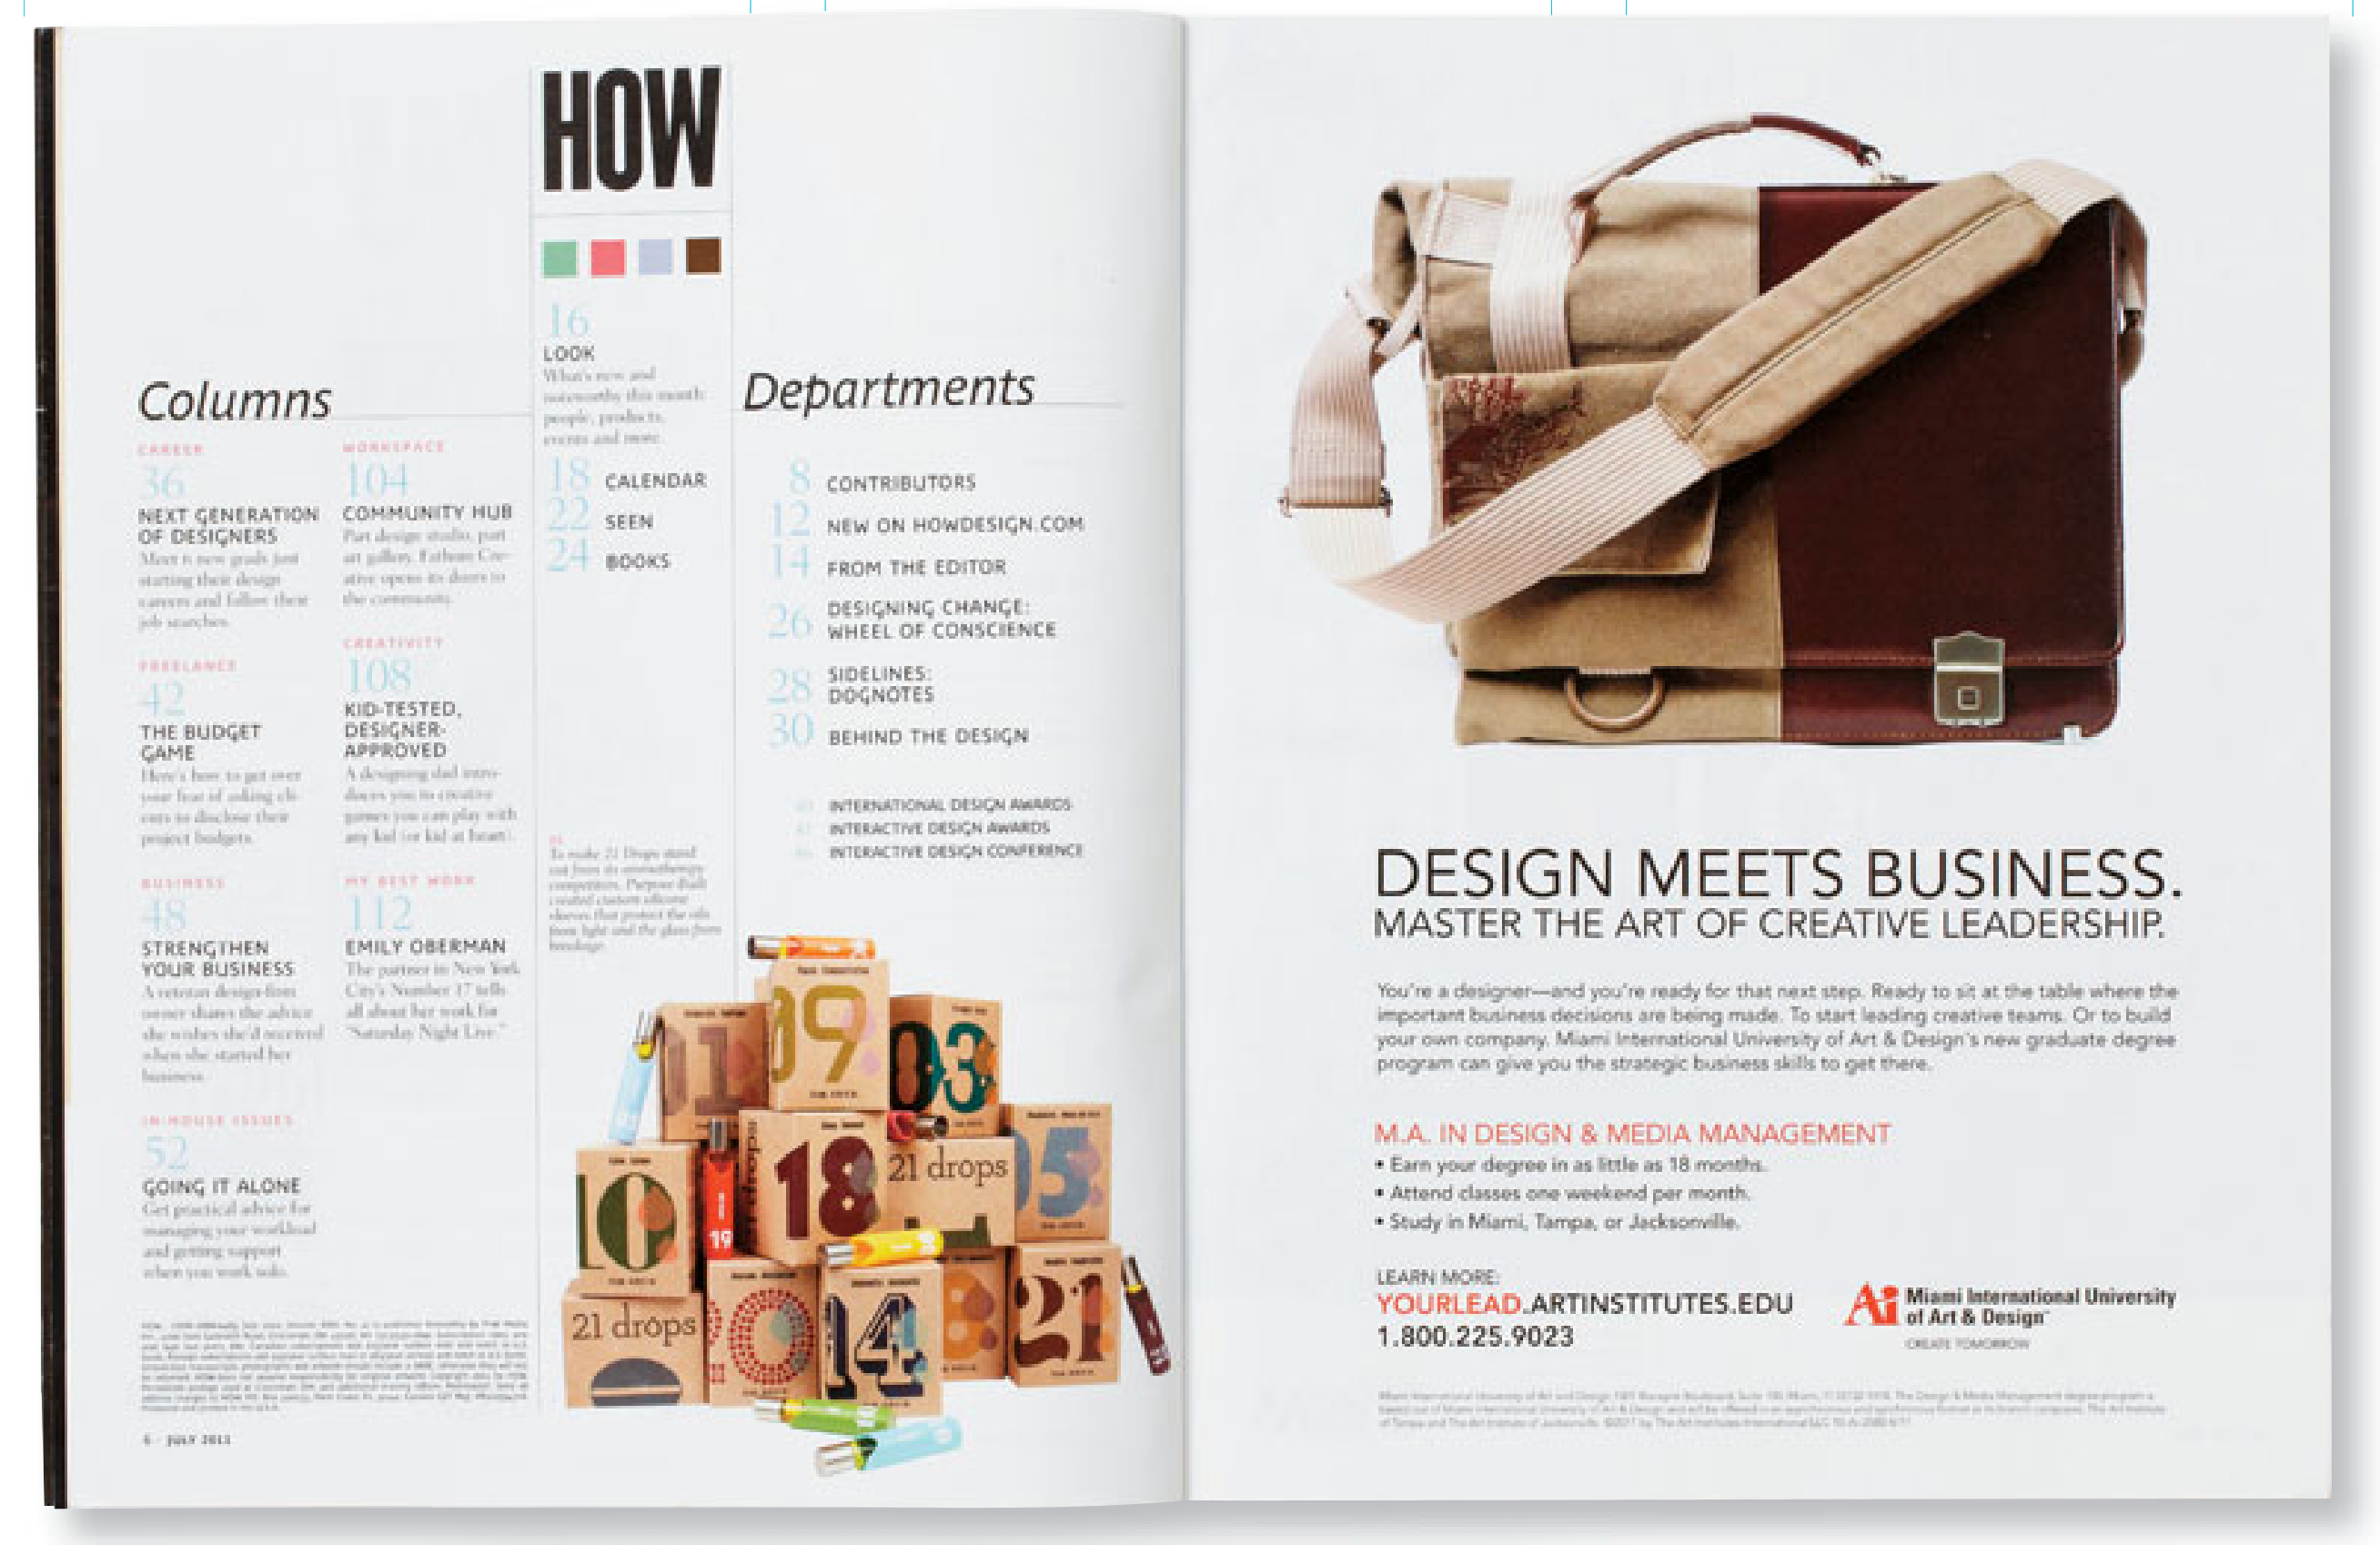 HOW
Columns
CAREER
36
NEXT GENERATION
OF DESIGNERS
Meet 6 new grads just
starting their design
careers and follow their
job searches.
FREELANCE
42
THE BUDGET
GAME
Here's how to get over
your fear of asking cli-
ents to disclose their
project budgets.
BUSINESS
48
STRENGTHEN
YOUR BUSINESS
A veteran design-firm
owner shares the advice
she wishes she'd received
when she started her
business.
IN-HOUSE ISSUES
52
GOING IT ALONE
Get practical advice for
managing your workload
and getting support
when you work solo.
WORKSPACE
104
COMMUNITY HUB
Part design studio, part
art gallery, Fathom Cre-
ative opens its doors to
the community.
CREATIVITY
108
KID-TESTED,
DESIGNER-
APPROVED
A designing dad intro-
duces you to creative
games you can play with
any kid (or kid at heart).
MY BEST WORK
112
EMILY OBERMAN
The partner in New York
City's Number 17 tells
all about her work for
"Saturday Night Live."
16
LOOK
What's new and
noteworthy this month:
people, products,
events and more.
18 CALENDAR
22 SEEN
24 BOOKS
To make 21 Drops stand
out from its aromatherapy
competitors, Purpose-Built
created custom silicone
sleeves that protect the oils
from light and the glass from
breakage.
Departments
8 CONTRIBUTORS
12 NEW ON HOWDESIGN.COM
14 FROM THE EDITOR
26 DESIGNING CHANGE:
WHEEL OF CONSCIENCE
28 SIDELINES:
DOGNOTES
30 BEHIND THE DESIGN
INTERNATIONAL DESIGN AWARDS
INTERACTIVE DESIGN AWARDS
INTERACTIVE DESIGN CONFERENCE
09
03
18
21 drops
05
10
19
21 drops
14
21
6 JULY 2011
DESIGN MEETS BUSINESS.
MASTER THE ART OF CREATIVE LEADERSHIP.
You're a designer—and you're ready for that next step. Ready to sit at the table where the
important business decisions are being made. To start leading creative teams. Or to build
your own company. Miami International University of Art & Design's new graduate degree
program can give you the strategic business skills to get there.
M.A. IN DESIGN & MEDIA MANAGEMENT
• Earn your degree in as little as 18 months.
• Attend classes one weekend per month.
• Study in Miami, Tampa, or Jacksonville.
LEARN MORE:
YOURLEAD.ARTINSTITUTES.EDU
1.800.225.9023
Ai Miami International University
of Art & Design
CREATE TOMORROW